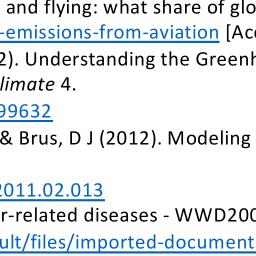 and flying: what share of glo
-emissions-from-aviation [Acc
2). Understanding the Greenh
limate 4.
99632
& Brus, D J (2012). Modeling
2011.02.013
r-related diseases - WWD200
ult/files/imported-document